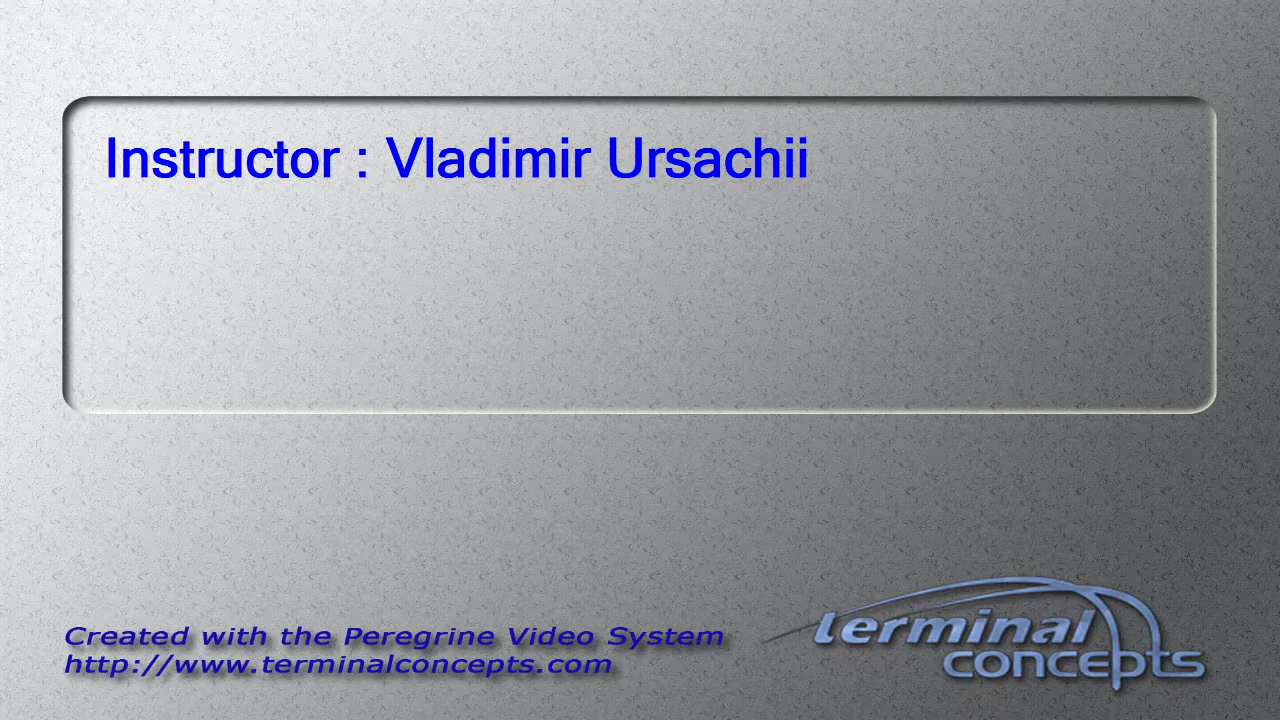 Instructor : Vladimir Ursachii
Created with the Peregrine Video System
http://www.terminalconcepts.com
terminal
concepts